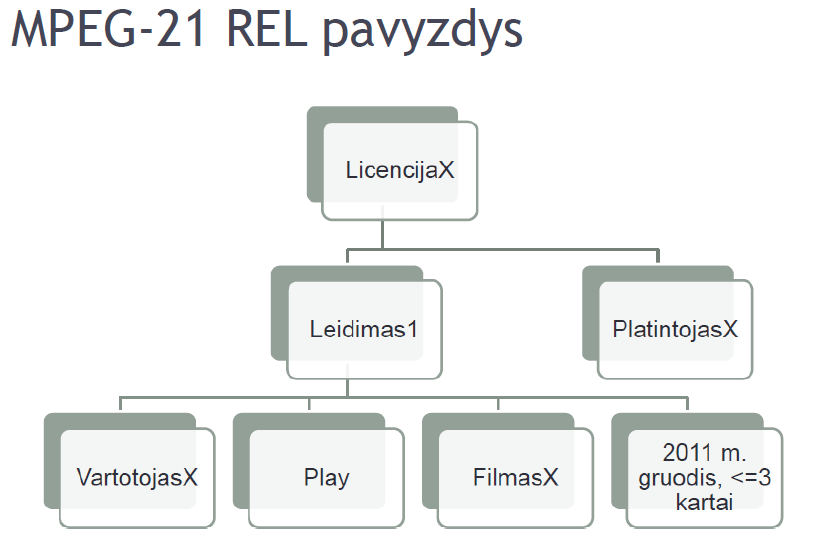 MPEG-21 REL pavyzdys
LicencijaX
Leidimas1
PlatintojasX
VartotojasX
Play
FilmasX
2011 m.
gruodis, <=3
kartai